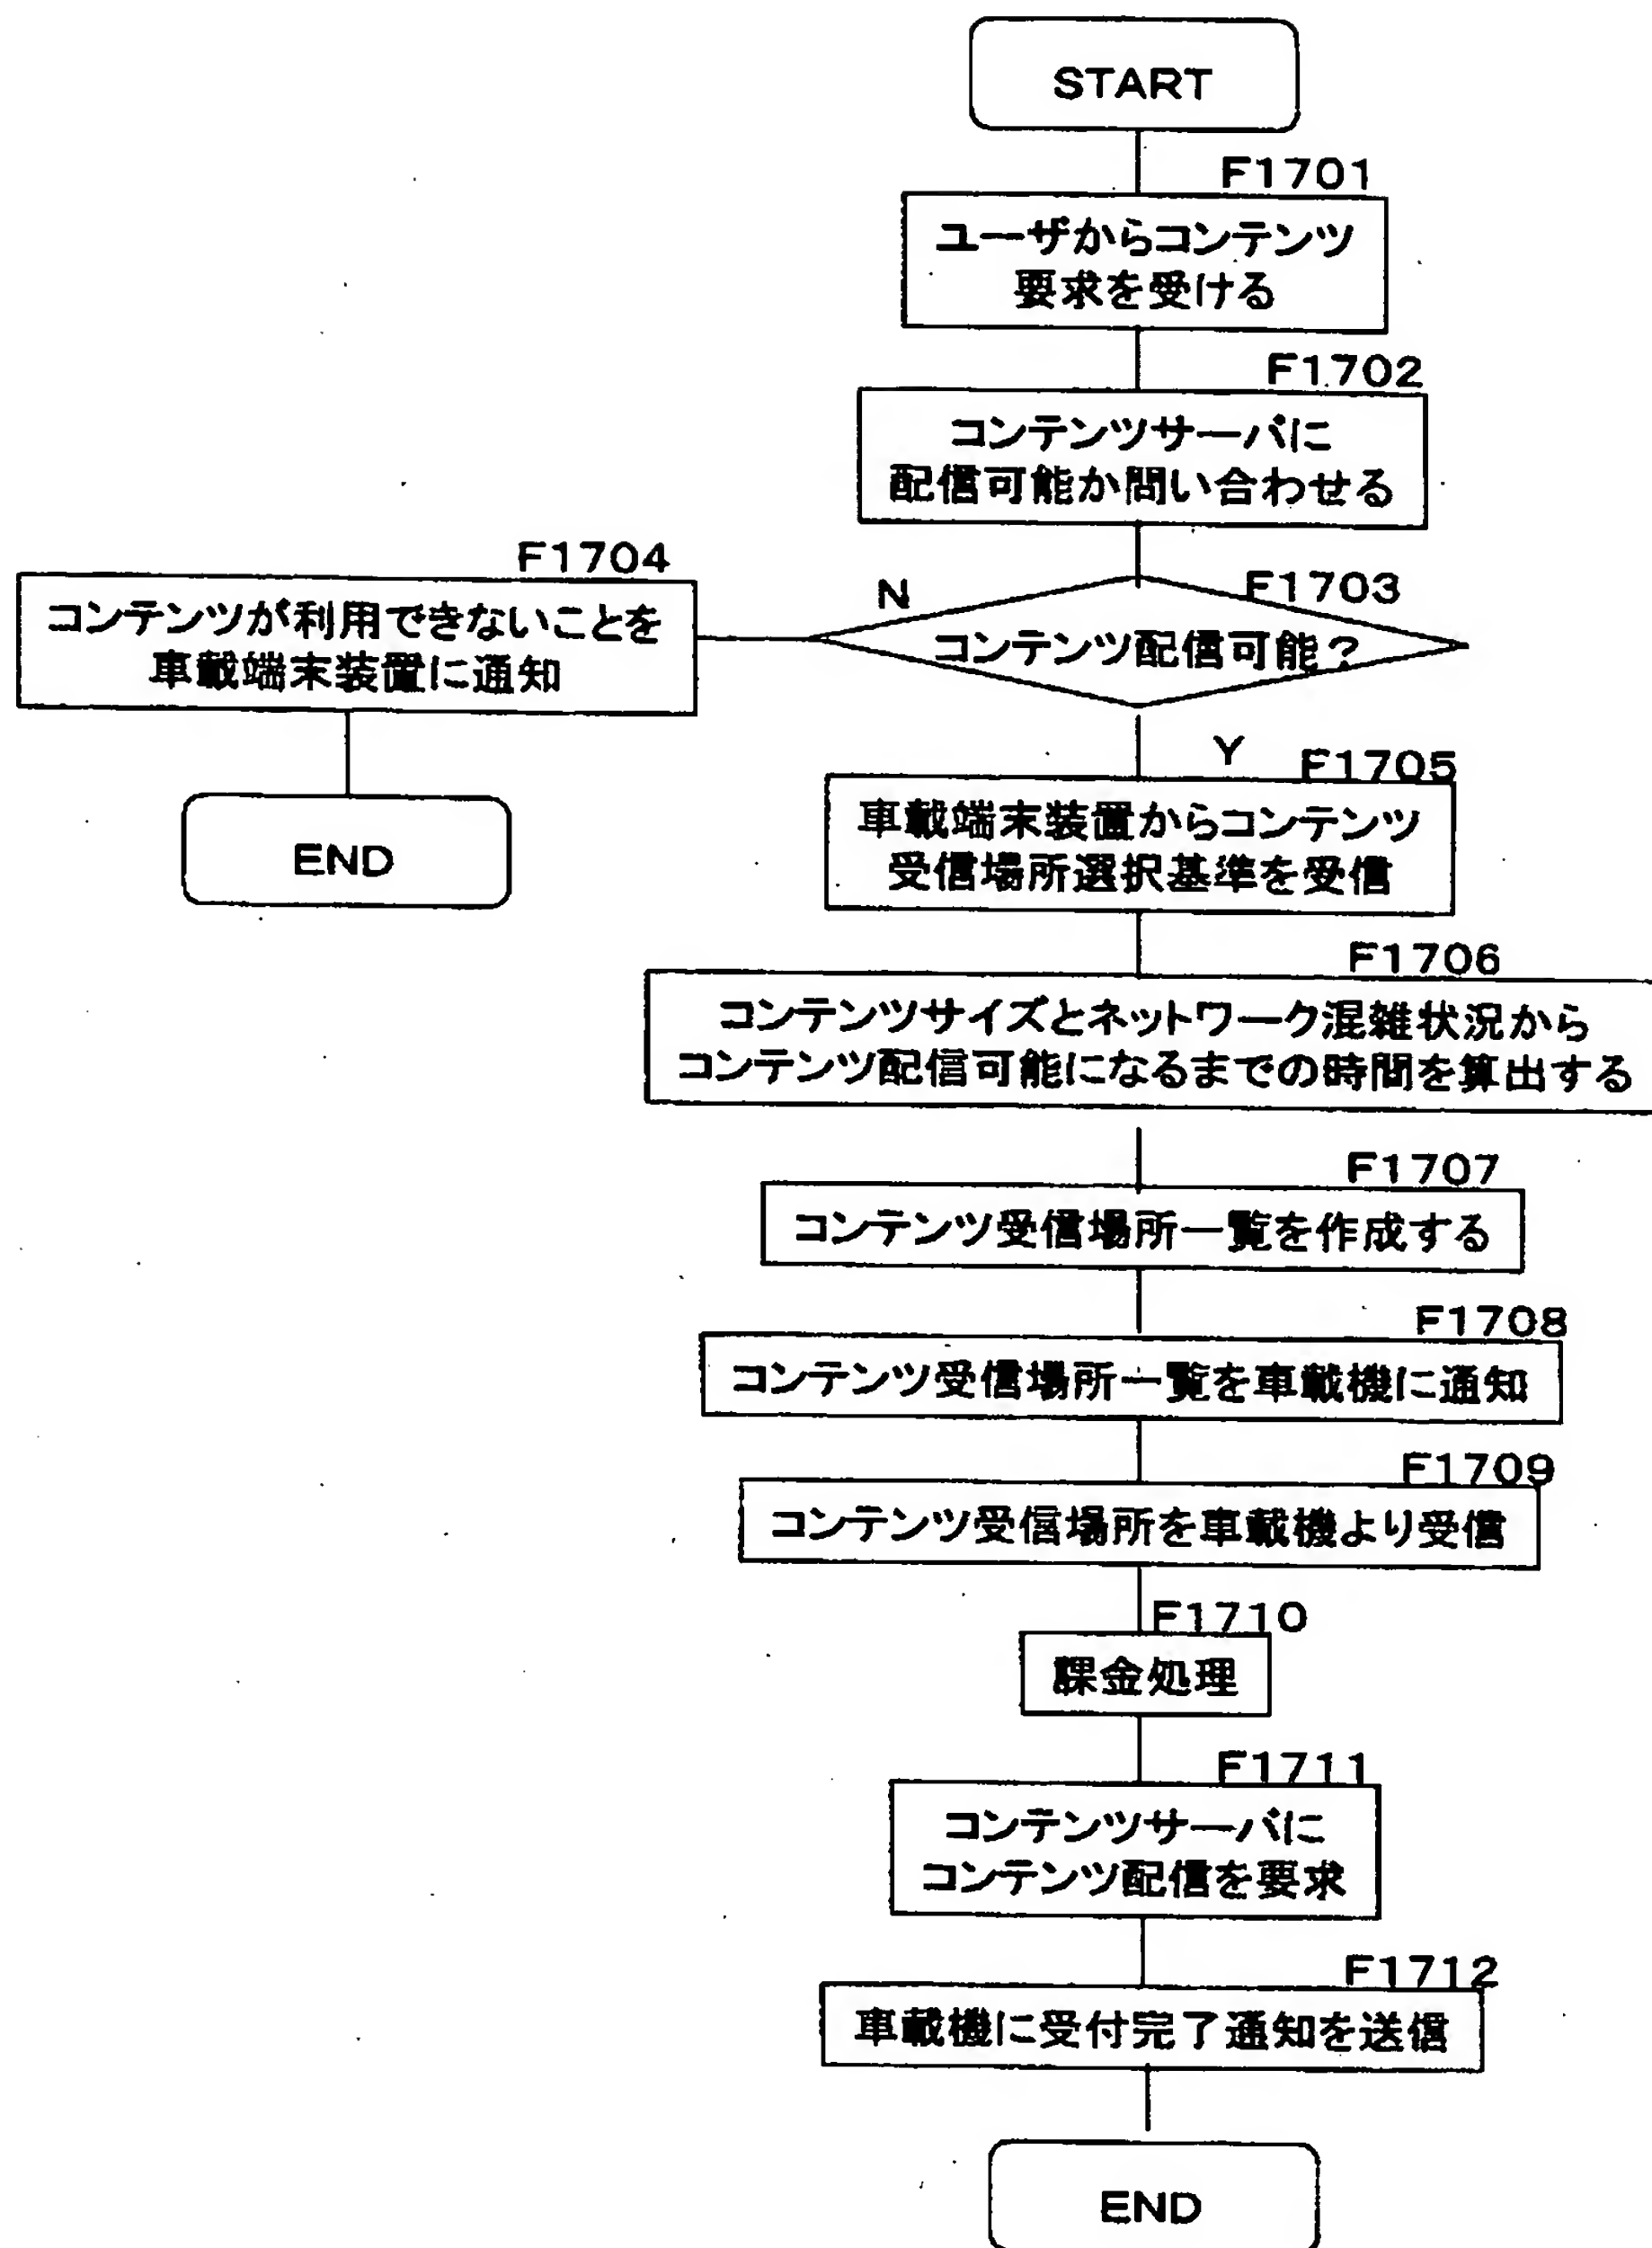 START
F1701
ユーザからコンテンツ
要求を受ける
F1702
コンテンツサーバに
配信可能か問い合わせる
F1703
コンテンツ配信可能?
N
F1704
コンテンツが利用できないことを
車載端末装置に通知
END
Y
F1705
車載端末装置からコンテンツ
受信場所選択基準を受信
F1706
コンテンツサイズとネットワーク混雑状況から
コンテンツ配信可能になるまでの時間を算出する
F1707
コンテンツ受信場所一覧を作成する
F1708
コンテンツ受信場所一覧を車載機に通知
F1709
コンテンツ受信場所を車載機より受信
F1710
課金処理
F1711
コンテンツサーバに
コンテンツ配信を要求
F1712
車載機に受付完了通知を送信
END